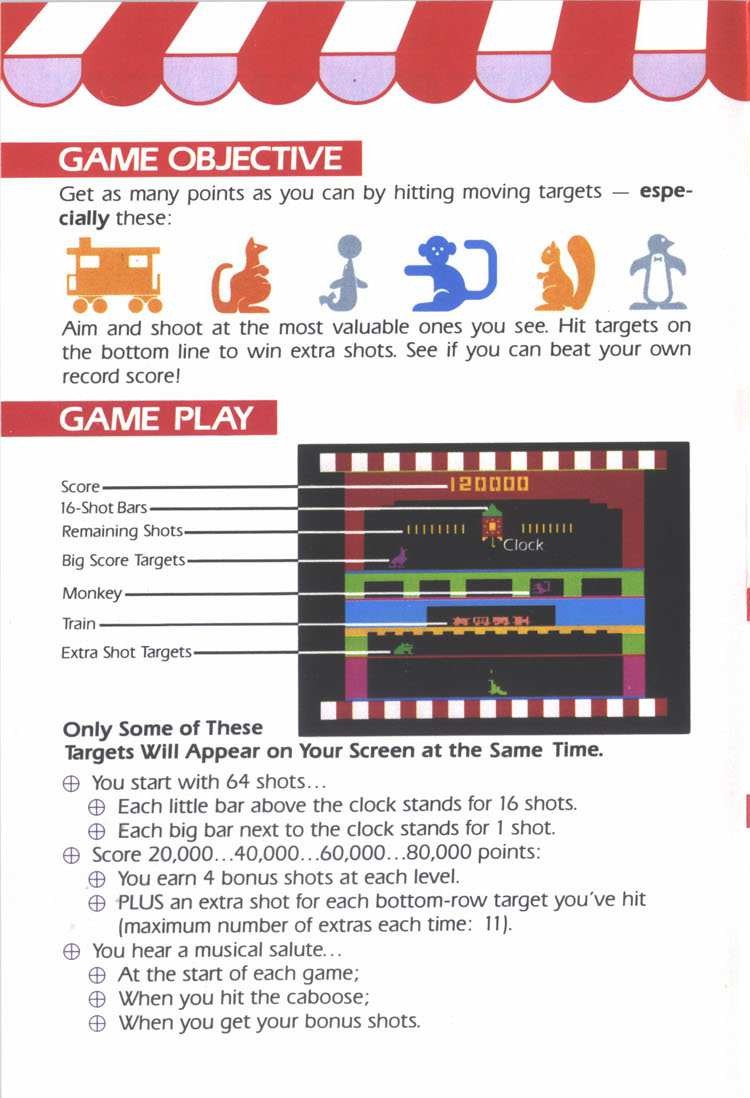 GAME OBJECTIVE
Get as many points as you can by hitting moving targets — espe-
cially these:
Aim and shoot at the most valuable ones you see. Hit targets on
the bottom line to win extra shots. See if you can beat your own
record score!
GAME PLAY
Score
16-Shot Bars
Remaining Shots
Big Score Targets
Monkey
Train
Extra Shot Targets
120000
Clock
Only Some of These
Targets Will Appear on Your Screen at the Same Time.
You start with 64 shots...
Each little bar above the clock stands for 16 shots.
Each big bar next to the clock stands for 1 shot.
Score 20,000...40,000...60,000...80,000 points:
You earn 4 bonus shots at each level.
PLUS an extra shot for each bottom-row target you've hit
(maximum number of extras each time: 11).
You hear a musical salute...
At the start of each game;
When you hit the caboose;
When you get your bonus shots.